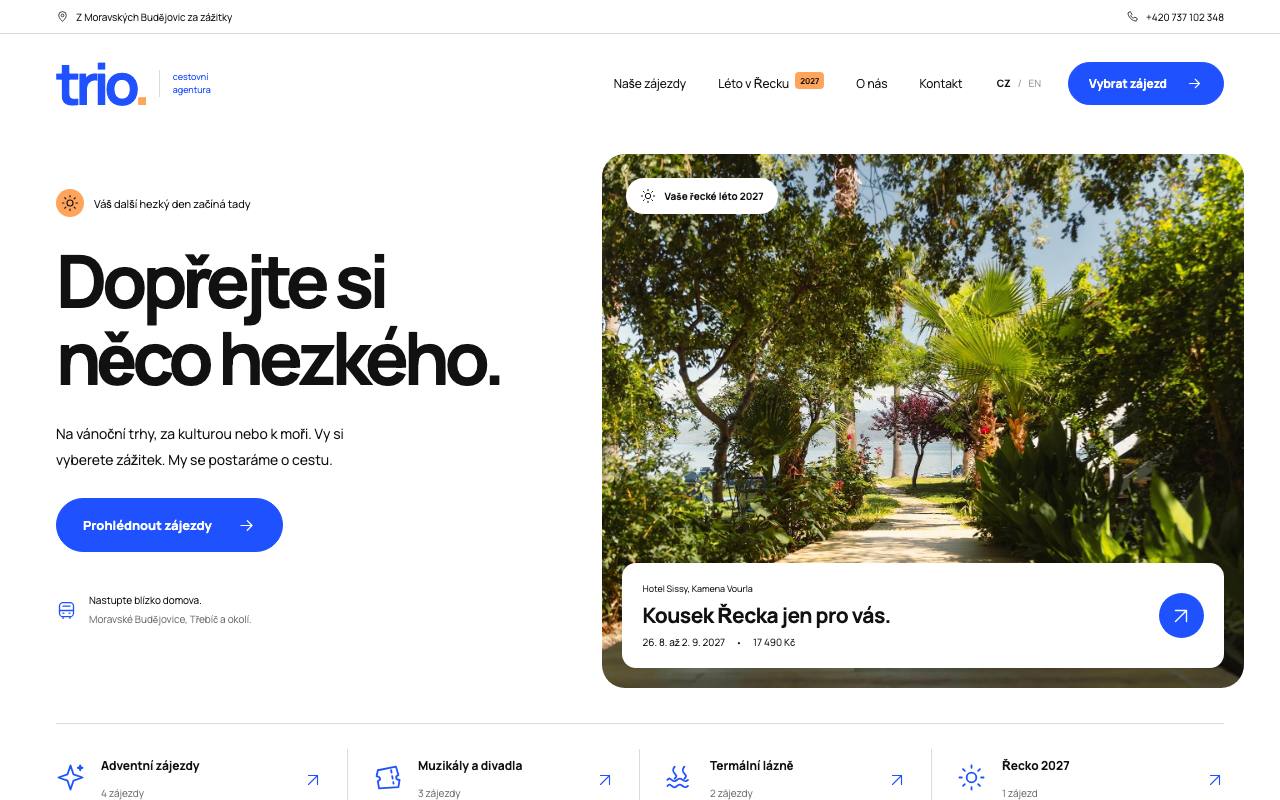 Z Moravských Budějovic za zážitky
+420 737 102 348
trio.
cestovní
agentura
Naše zájezdy
Léto v Řecku 2027
O nás
Kontakt
CZ / EN
Vybrat zájezd
Váš další hezký den začíná tady
Dopřejte si
něco hezkého.
Na vánoční trhy, za kulturou nebo k moři. Vy si
vyberete zážitek. My se postaráme o cestu.
Prohlédnout zájezdy
Nastupte blízko domova.
Moravské Budějovice, Třebíč a okolí.
Vaše řecké léto 2027
Hotel Sissy, Kamena Vourla
Kousek Řecka jen pro vás.
26. 8. až 2. 9. 2027 • 17 490 Kč
Adventní zájezdy
4 zájezdy
Muzikály a divadla
3 zájezdy
Termální lázně
2 zájezdy
Řecko 2027
1 zájezd